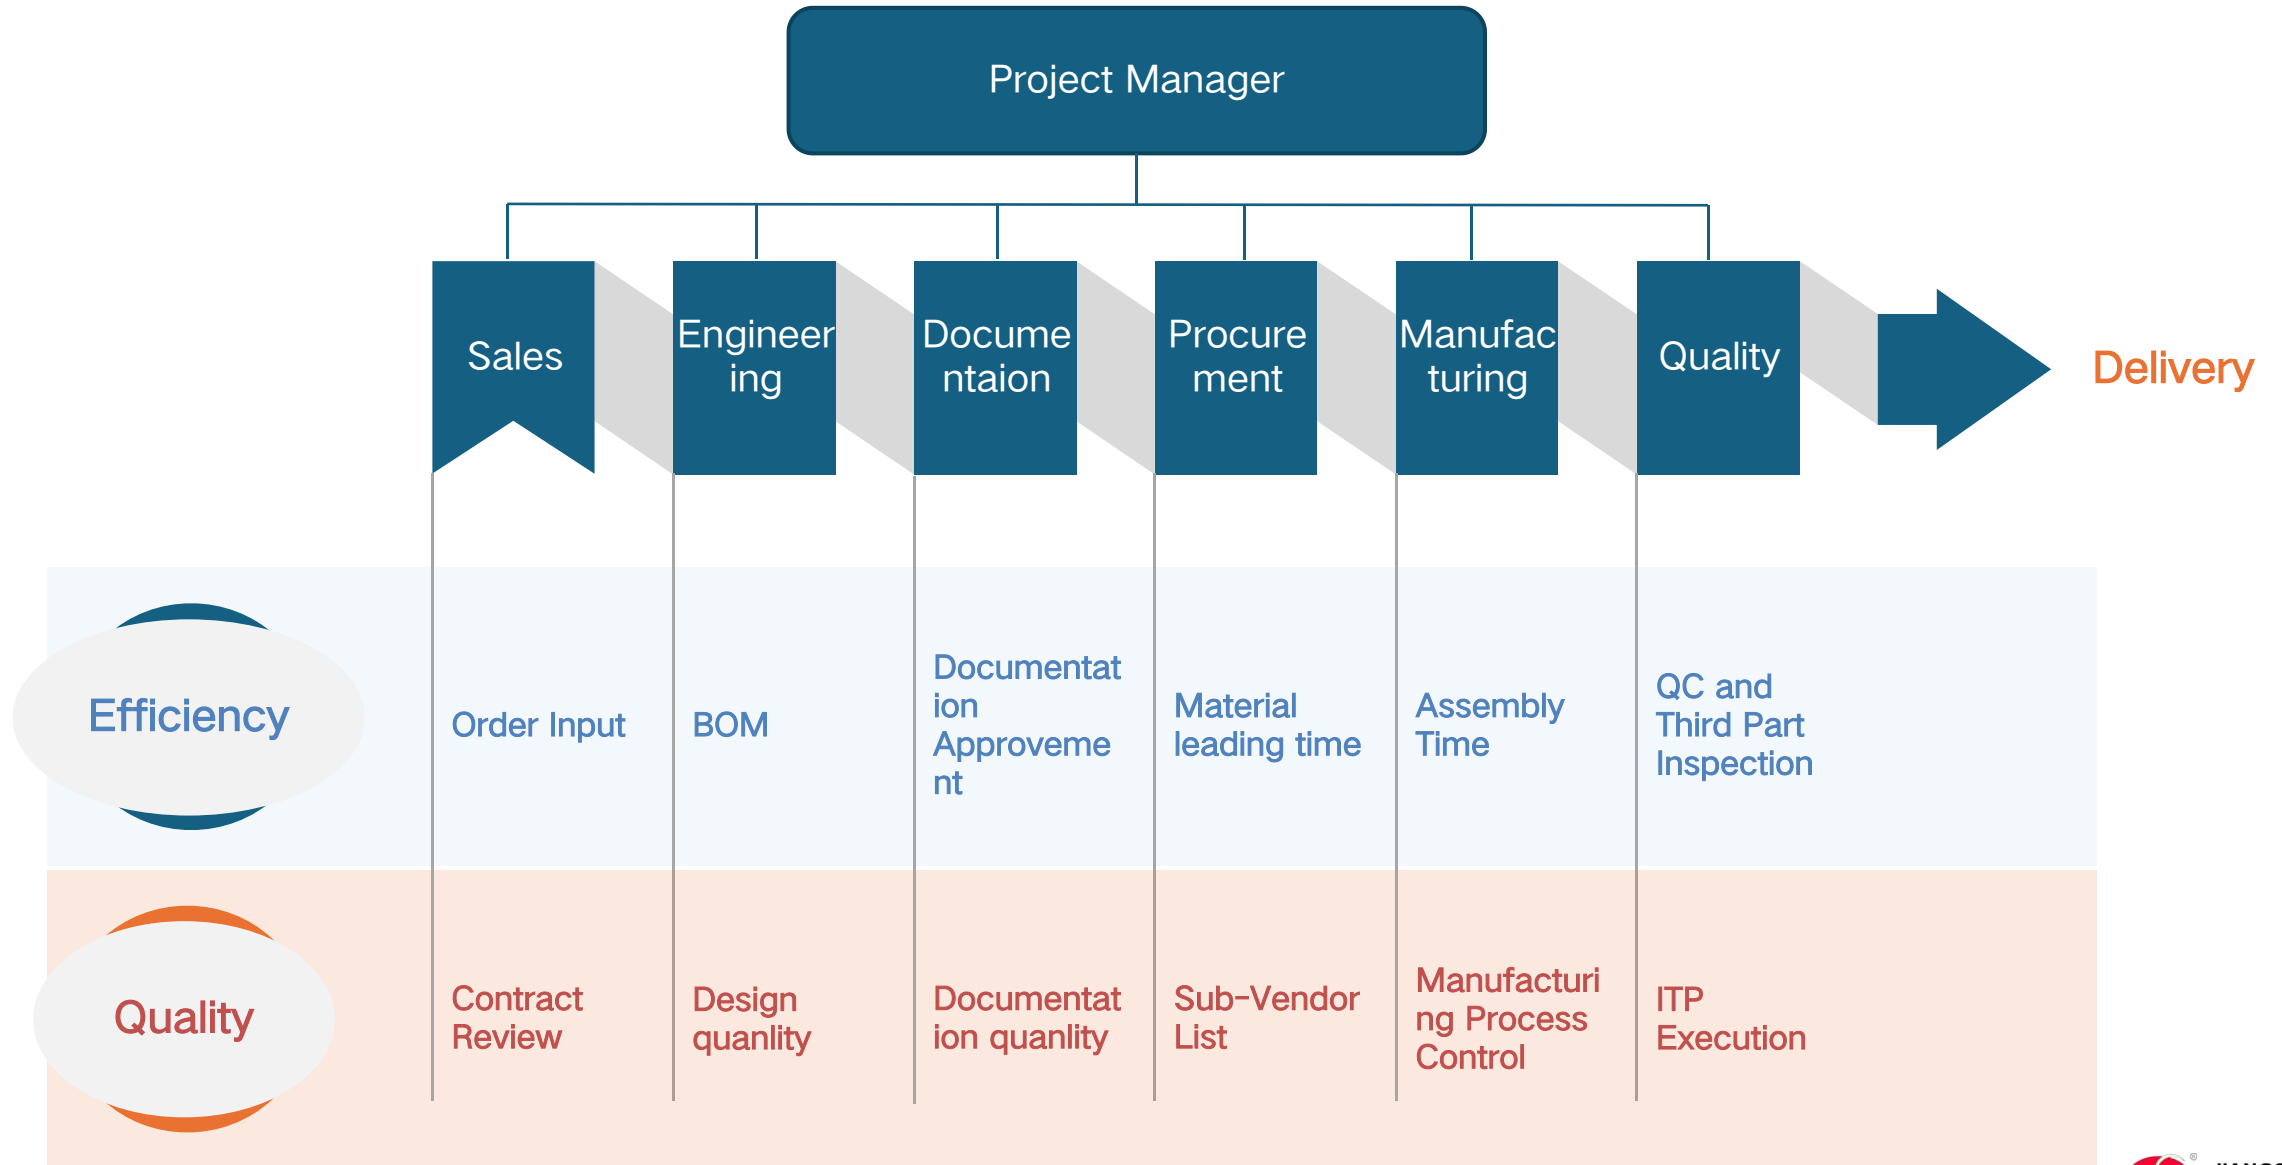 Project Manager
Sales
Engineer
ing
Docume
ntaion
Procure
ment
Manufac
turing
Quality
Delivery
Efficiency
Order Input
BOM
Documentat
ion
Approveme
nt
Material
leading time
Assembly
Time
QC and
Third Part
Inspection
Quality
Contract
Review
Design
quanlity
Documentat
ion quanlity
Sub-Vendor
List
Manufacturi
ng Process
Control
ITP
Execution
®